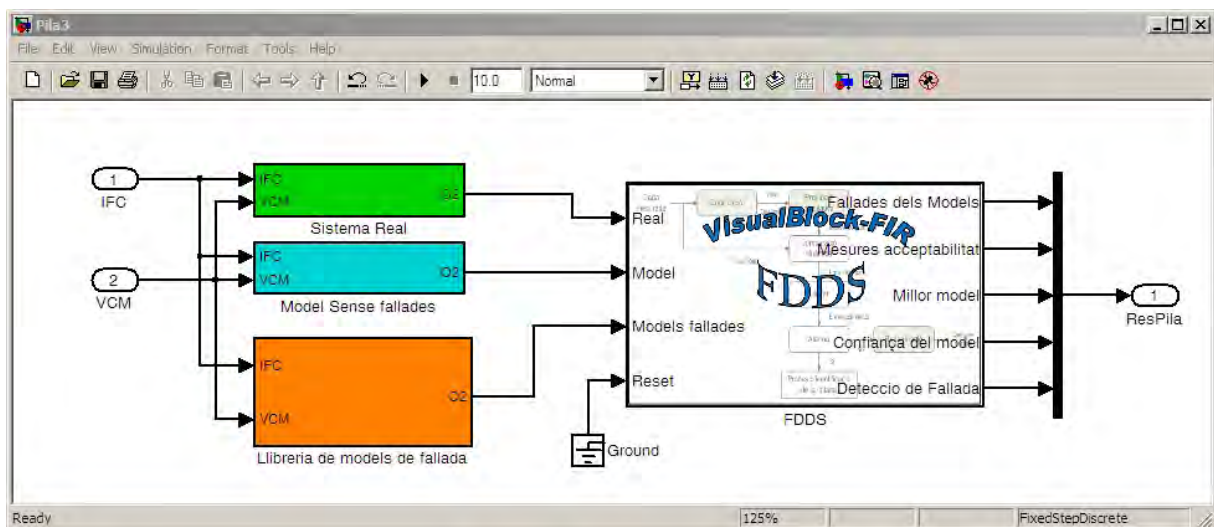 Pila3
File Edit View Simulation Format Tools Help
10.0 Normal
1
IFC
2
VCM
IFC
VCM
O2
Sistema Real
IFC
VCM
O2
Model Sense fallades
IFC
VCM
O2
Llibreria de models de fallada
Real
Model
Models fallades
Reset
VisualBlock-FIR
FDDS
Fallades dels Models
Mesures acceptabilitat
Millor model
Confiança del model
Deteccio de Fallada
FDDS
Ground
1
ResPila
Ready 125% FixedStepDiscrete